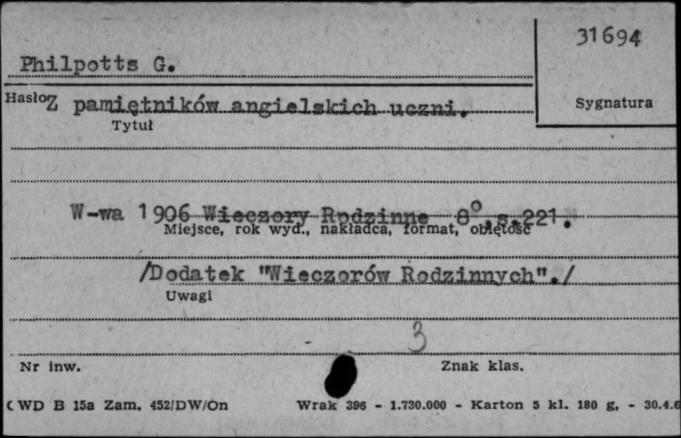 31694
Philpotts G.
Hasło
Z pamiętników angielskich uczni.
Sygnatura
Tytuł
W-wa 1906 Wieczory Rodzinne 8°, s.221.
Miejsce, rok wyd., nakładca, format, objętość
/Dodatek "Wieczorów Rodzinnych"./
Uwagi
3
Nr inw.
Znak klas.
CWD B 15a Zam. 452/DW/On Wrak 396 - 1.730.000 - Karton 5 kl. 180 g. - 30.4.6